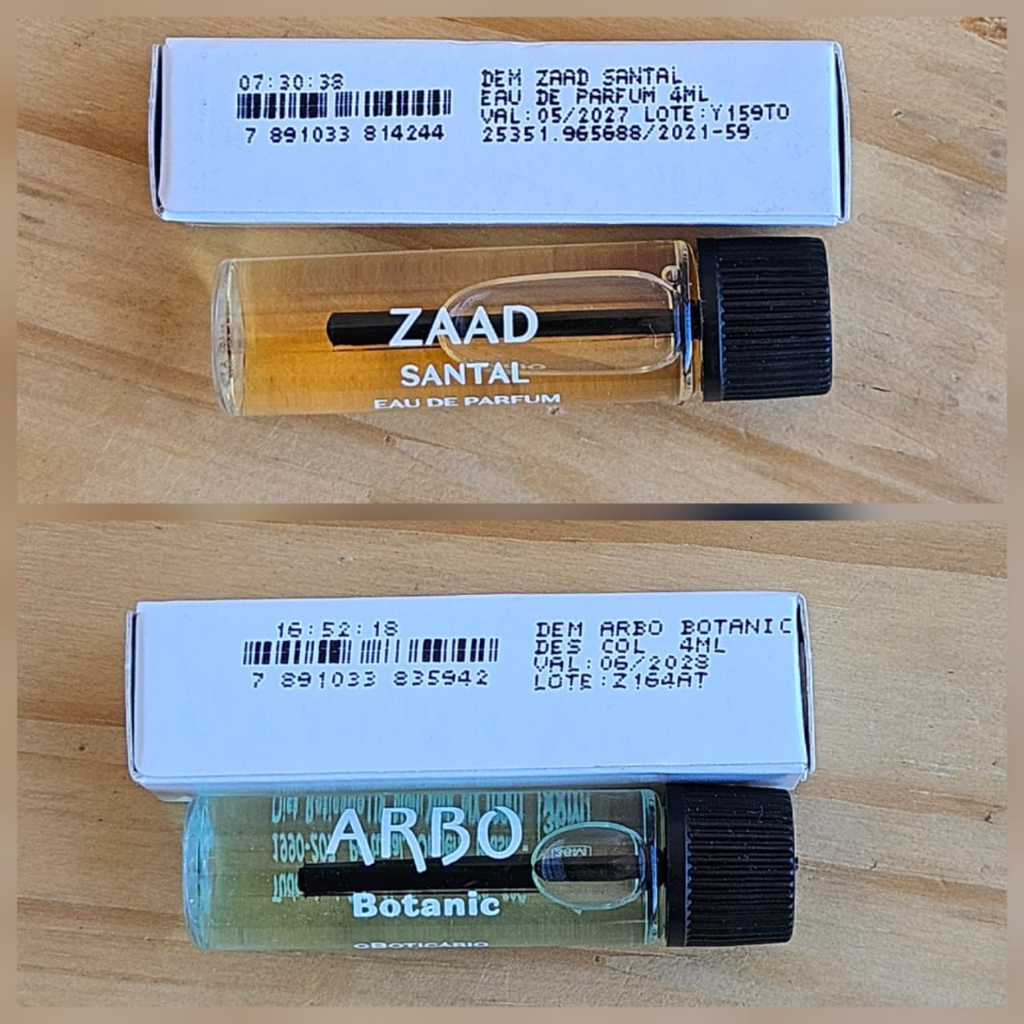 07:30:38
7 891033 814244
DEM ZAAD SANTAL
EAU DE PARFUM 4ML
VAL:05/2027 LOTE:Y159TO
25351.965688/2021-59
ZAAD
SANTAL
EAU DE PARFUM
16:52:18
7 891033 835942
DEM ARBO BOTANIC
DES COL 4ML
VAL:06/2028
LOTE:Z164AT
ARBO
Botanic
oBOTICÁRIO